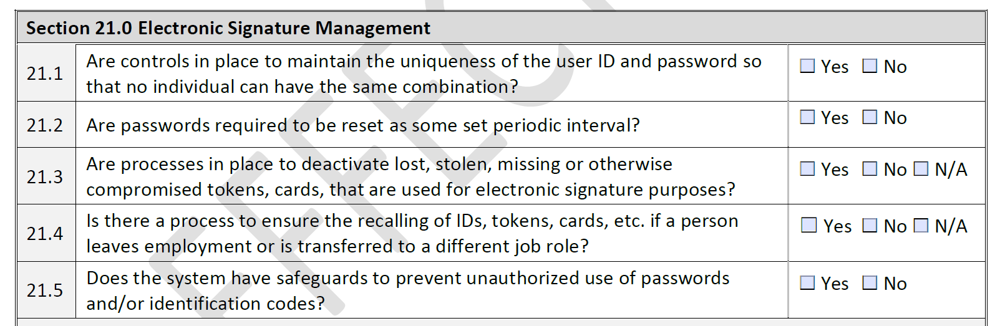 Section 21.0 Electronic Signature Management
21.1
Are controls in place to maintain the uniqueness of the user ID and password so
that no individual can have the same combination?
☐ Yes ☐ No
21.2
Are passwords required to be reset as some set periodic interval?
☐ Yes ☐ No
21.3
Are processes in place to deactivate lost, stolen, missing or otherwise
compromised tokens, cards, that are used for electronic signature purposes?
☐ Yes ☐ No ☐ N/A
21.4
Is there a process to ensure the recalling of IDs, tokens, cards, etc. if a person
leaves employment or is transferred to a different job role?
☐ Yes ☐ No ☐ N/A
21.5
Does the system have safeguards to prevent unauthorized use of passwords
and/or identification codes?
☐ Yes ☐ No